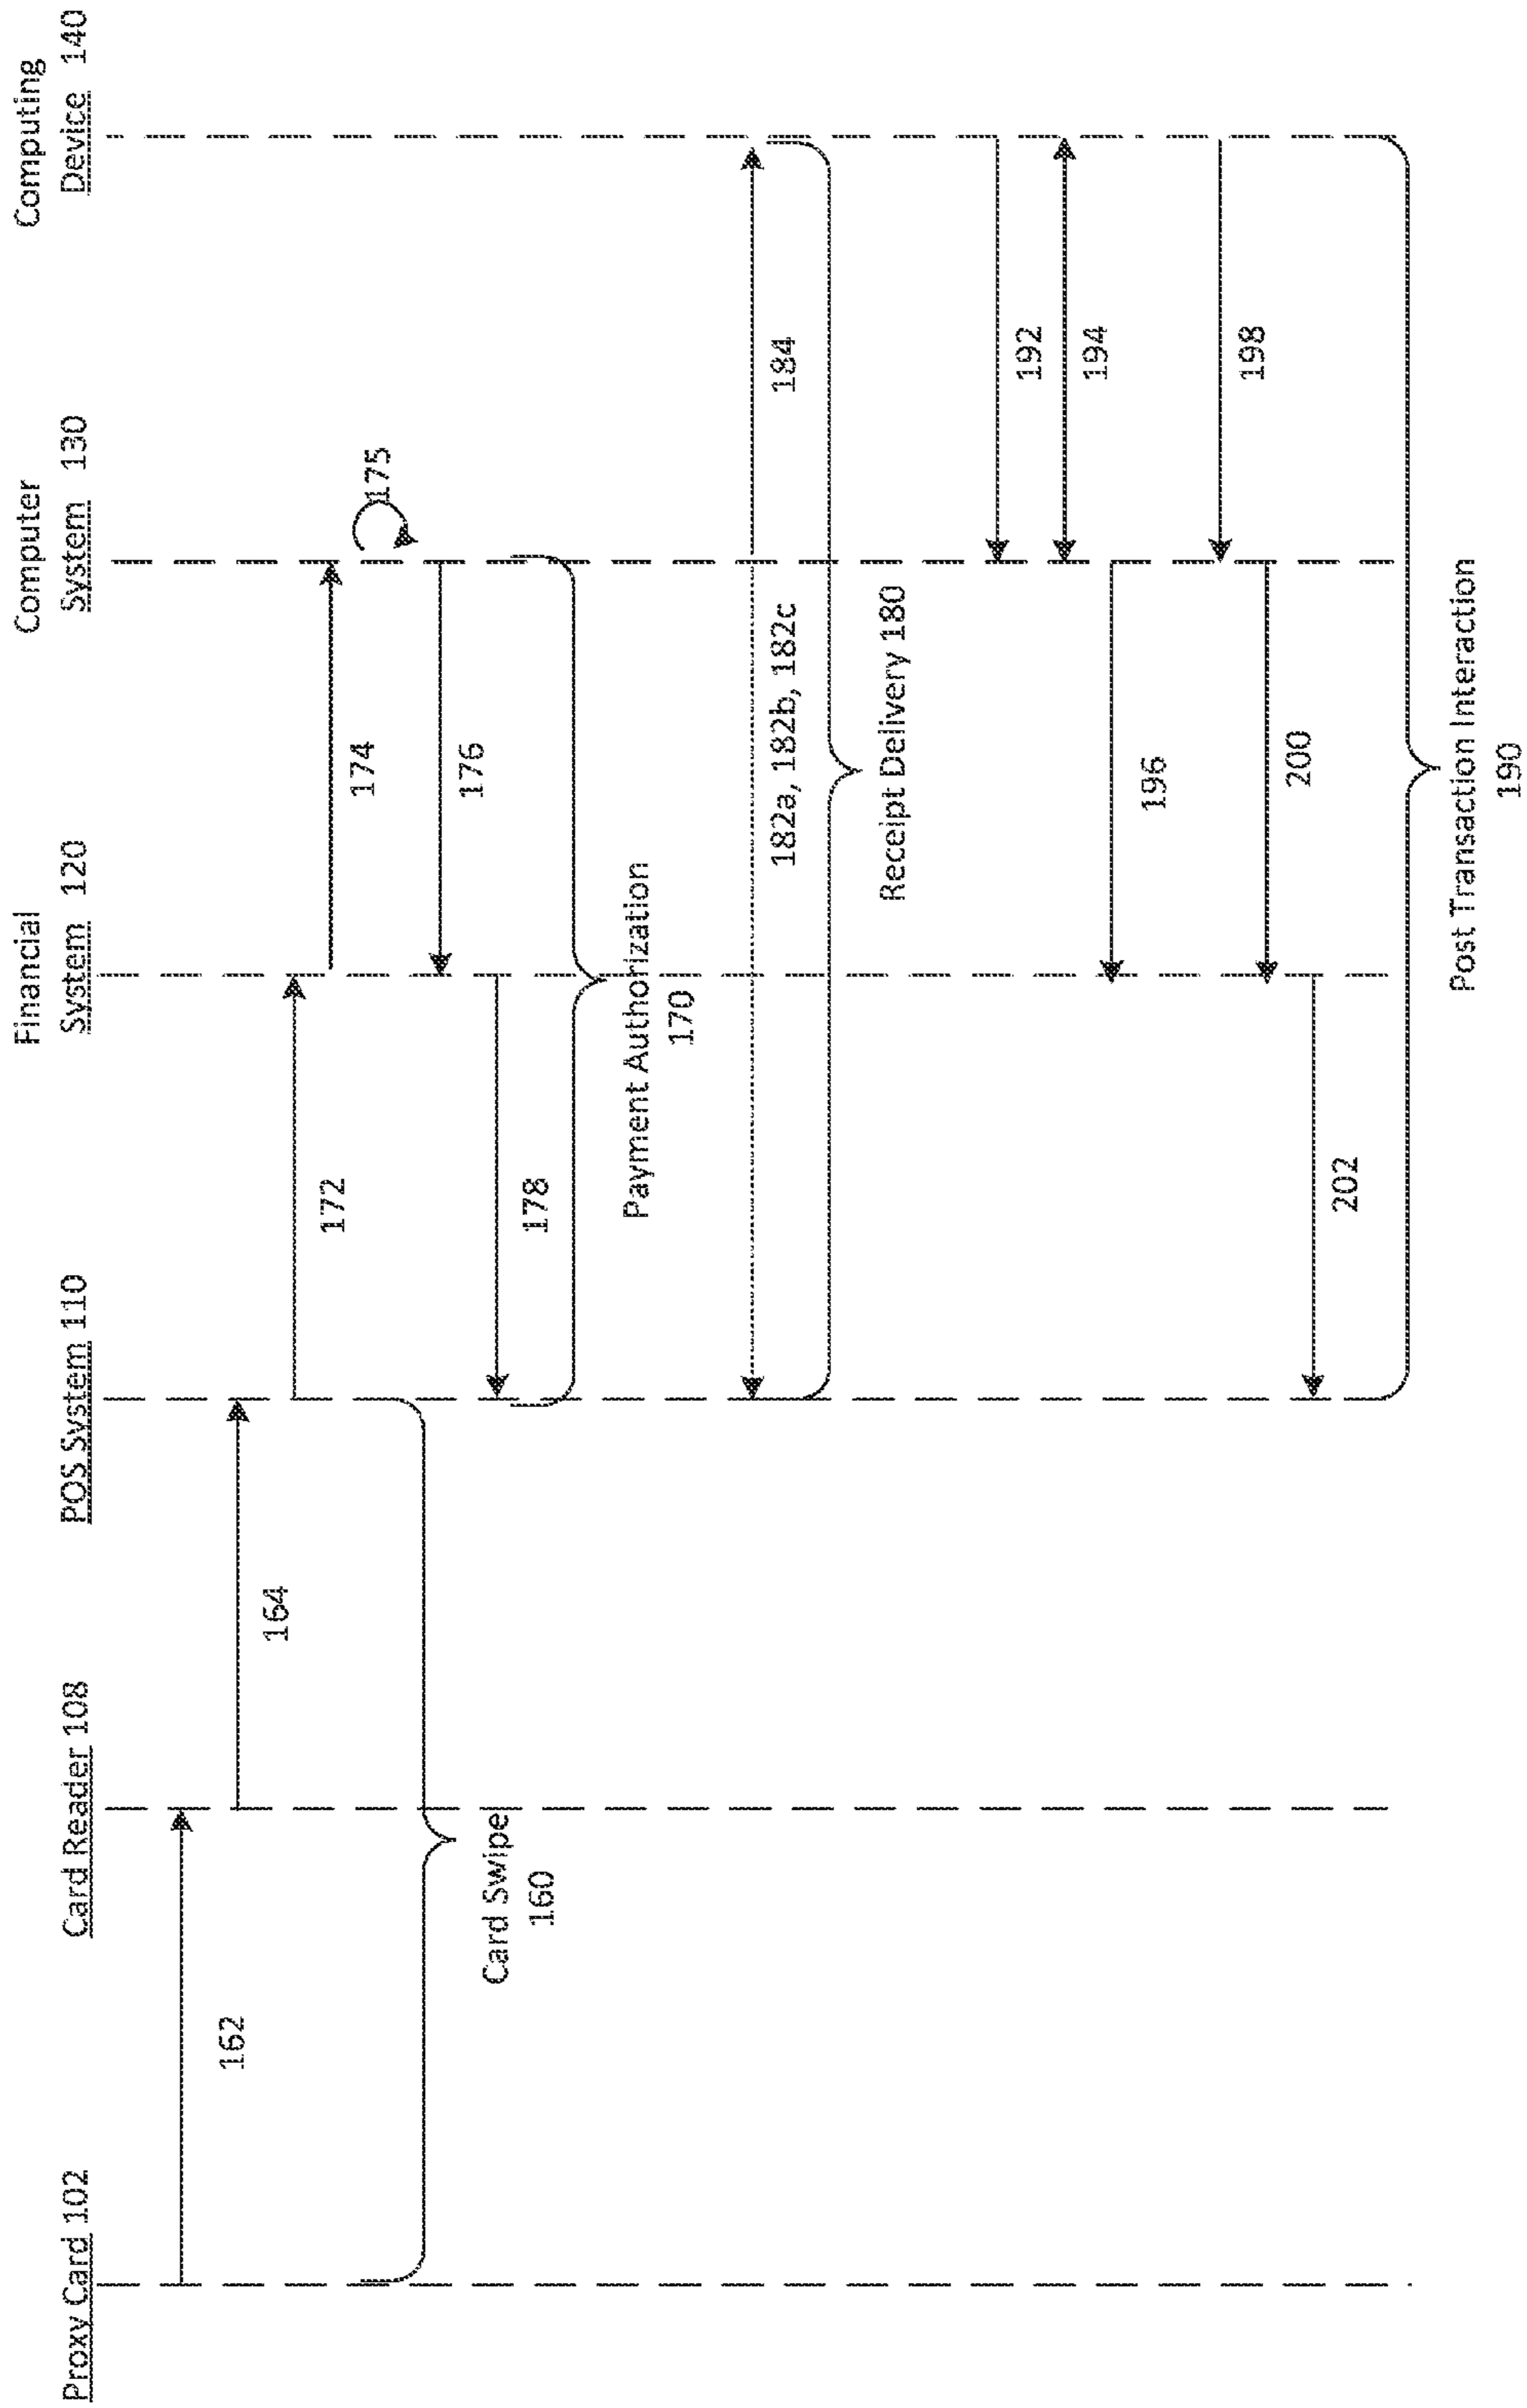 Proxy Card 102
Card Reader 108
POS System 110
Financial
System 120
Computer
System 130
Computing
Device 140
162
164
172
174
175
176
178
Card Swipe
160
Payment Authorization
170
182a, 182b, 182c
184
Receipt Delivery 180
192
194
196
198
200
202
Post Transaction Interaction
190